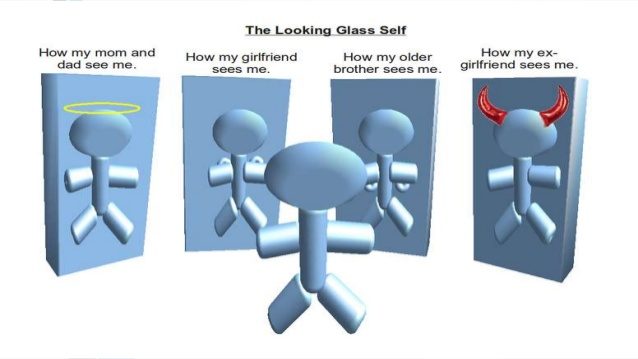 The Looking Glass Self
How my mom and
dad see me.
How my girlfriend
sees me.
How my older
brother sees me.
How my ex-
girlfriend sees me.